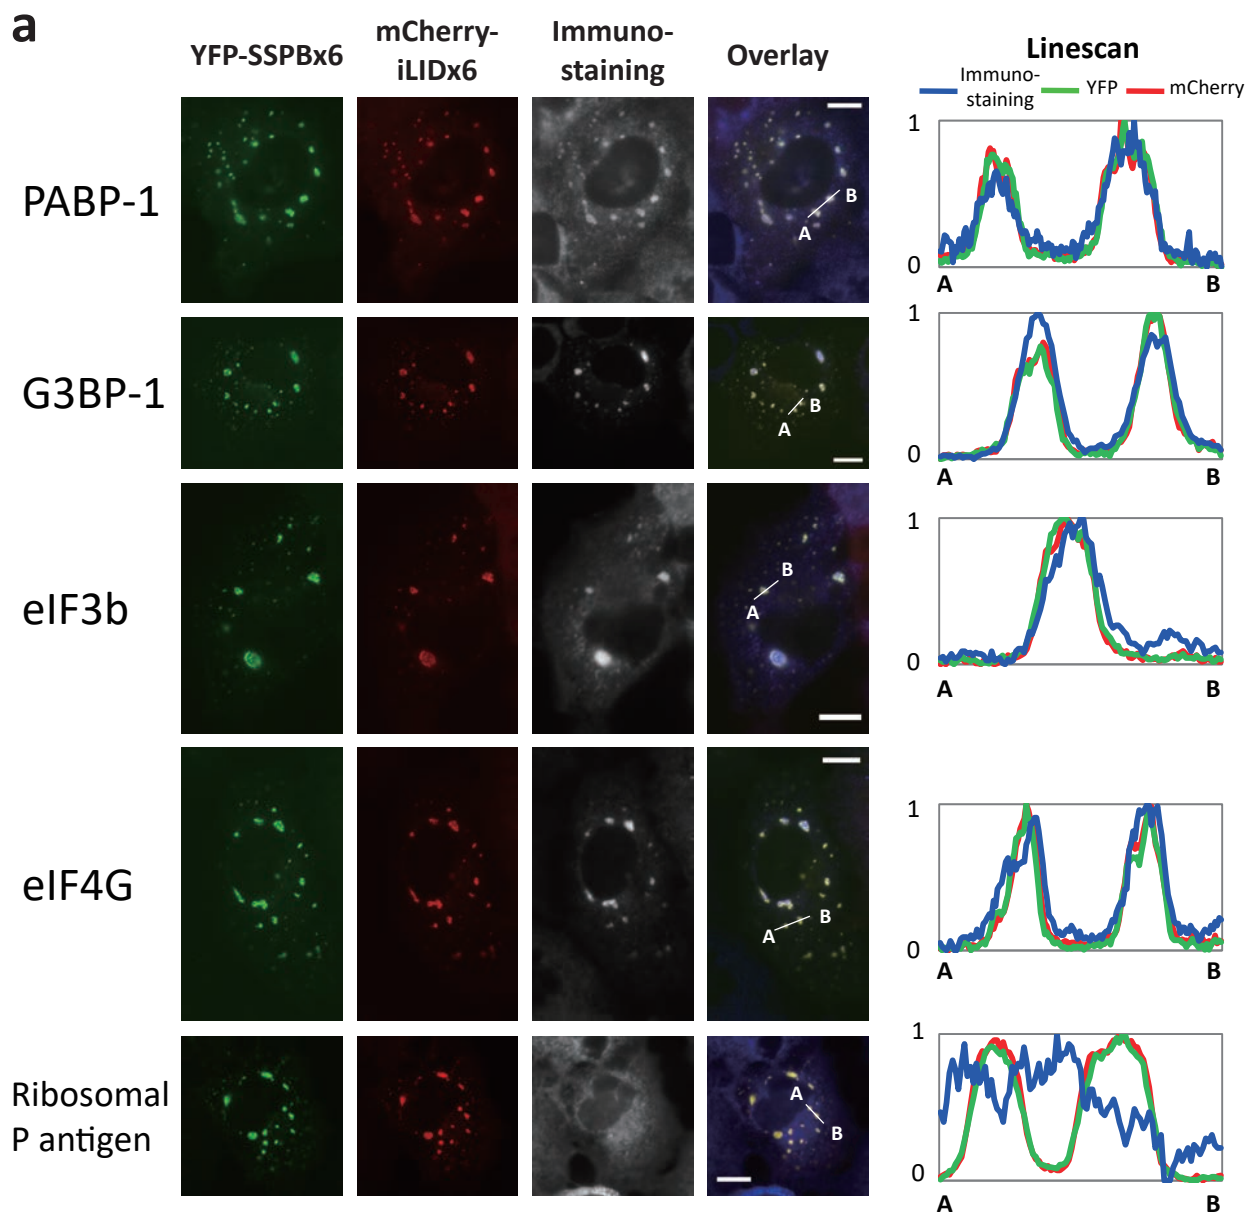 a
YFP-SSPBx6
mCherry-
iLIDx6
Immuno-
staining
Overlay
Linescan
Immuno-
staining
YFP
mCherry
PABP-1
B
A
1
0
A
B
G3BP-1
B
A
1
0
A
B
eIF3b
B
A
1
0
A
B
eIF4G
B
A
1
0
A
B
Ribosomal
P antigen
A
B
1
0
A
B